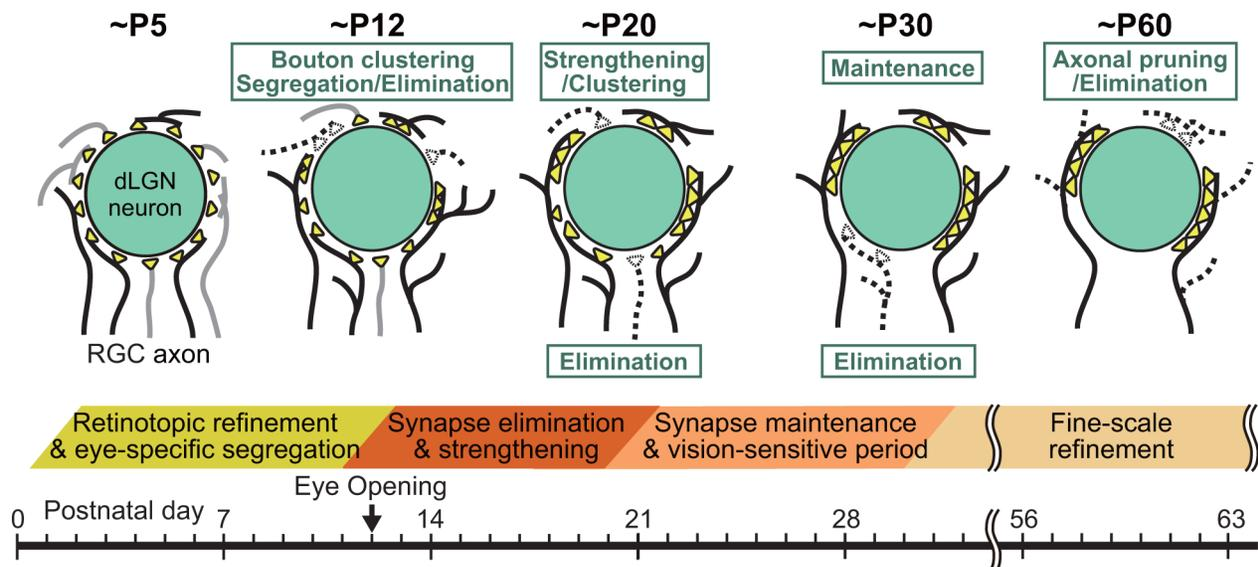 ~P5
~P12
~P20
~P30
~P60
Bouton clustering
Segregation/Elimination
Strengthening
/Clustering
Maintenance
Axonal pruning
/Elimination
dLGN
neuron
RGC axon
Elimination
Elimination
Retinotopic refinement
& eye-specific segregation
Synapse elimination
& strengthening
Synapse maintenance
& vision-sensitive period
Fine-scale
refinement
Eye Opening
Postnatal day
0
7
14
21
28
56
63